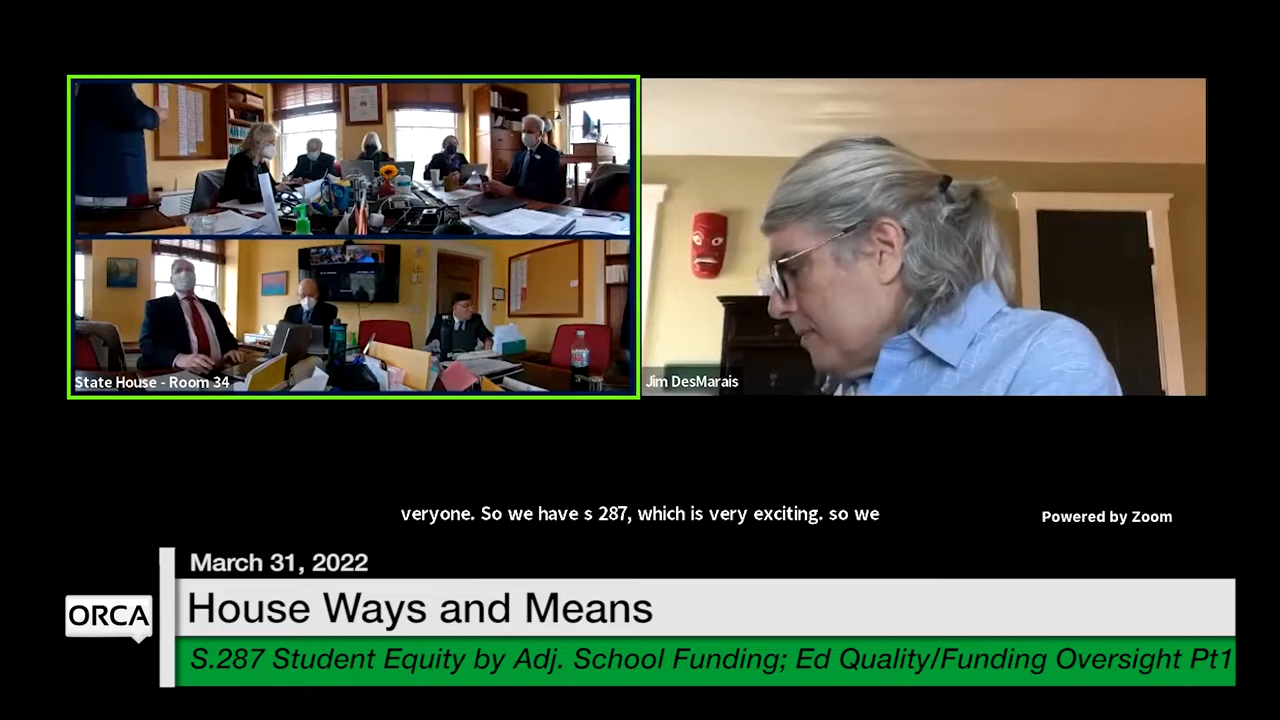 State House - Room 34
Jim DesMarais
veryone. So we have s 287, which is very exciting. so we
Powered by Zoom
March 31, 2022
ORCA
House Ways and Means
S.287 Student Equity by Adj. School Funding; Ed Quality/Funding Oversight Pt1